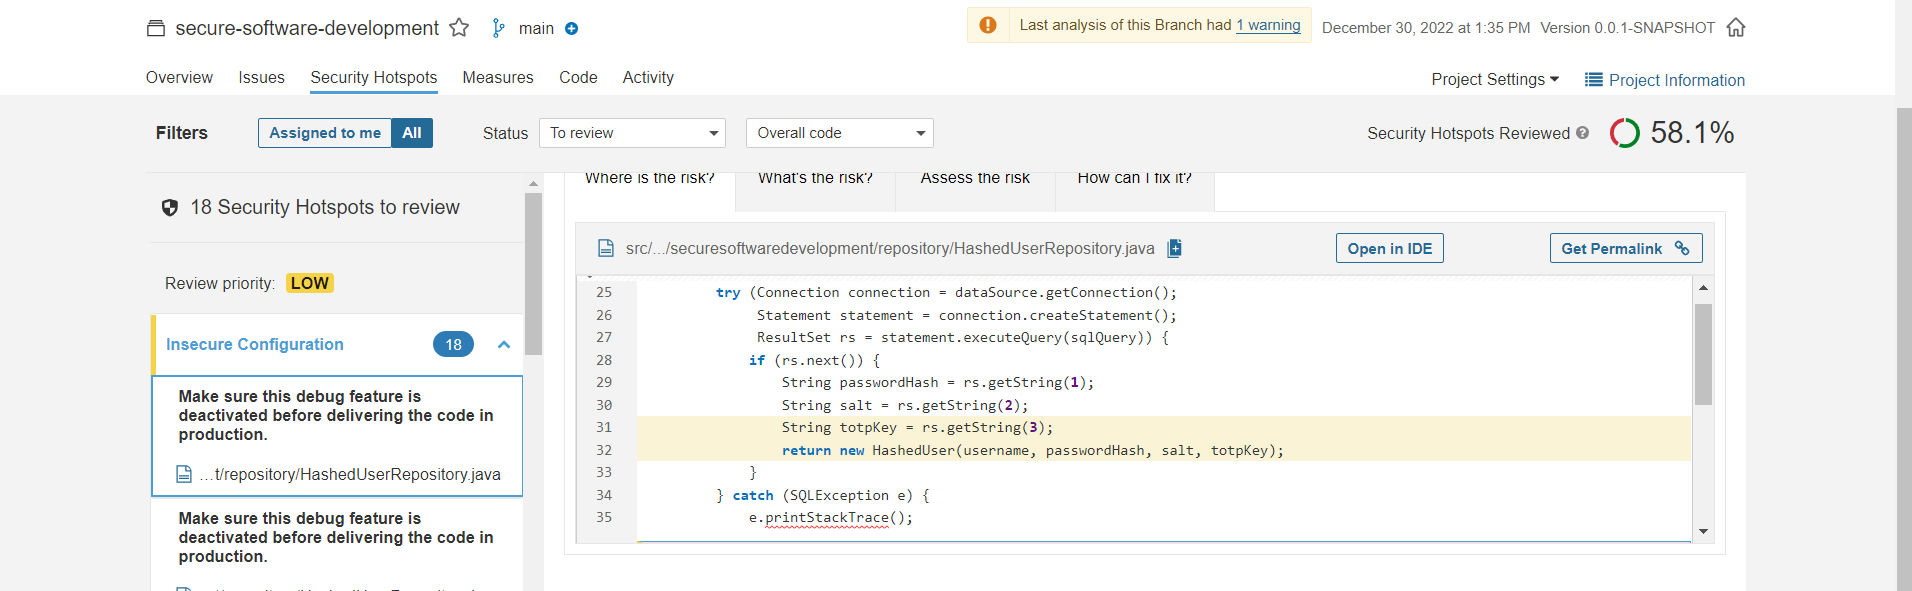 secure-software-development main
Last analysis of this Branch had 1 warning December 30, 2022 at 1:35 PM Version 0.0.1-SNAPSHOT
Overview Issues Security Hotspots Measures Code Activity
Project Settings Project Information
Filters Assigned to me All Status To review Overall code Security Hotspots Reviewed 58.1%
18 Security Hotspots to review
Review priority: LOW
Insecure Configuration 18
Make sure this debug feature is
deactivated before delivering the code in
production.
...t/repository/HashedUserRepository.java
Make sure this debug feature is
deactivated before delivering the code in
production.
Where is the risk? What's the risk? Assess the risk How can I fix it?
src/.../securesoftwaredevelopment/repository/HashedUserRepository.java Open in IDE Get Permalink
25 try (Connection connection = dataSource.getConnection();
26 Statement statement = connection.createStatement();
27 ResultSet rs = statement.executeQuery(sqlQuery)) {
28 if (rs.next()) {
29 String passwordHash = rs.getString(1);
30 String salt = rs.getString(2);
31 String totpKey = rs.getString(3);
32 return new HashedUser(username, passwordHash, salt, totpKey);
33 }
34 } catch (SQLException e) {
35 e.printStackTrace();